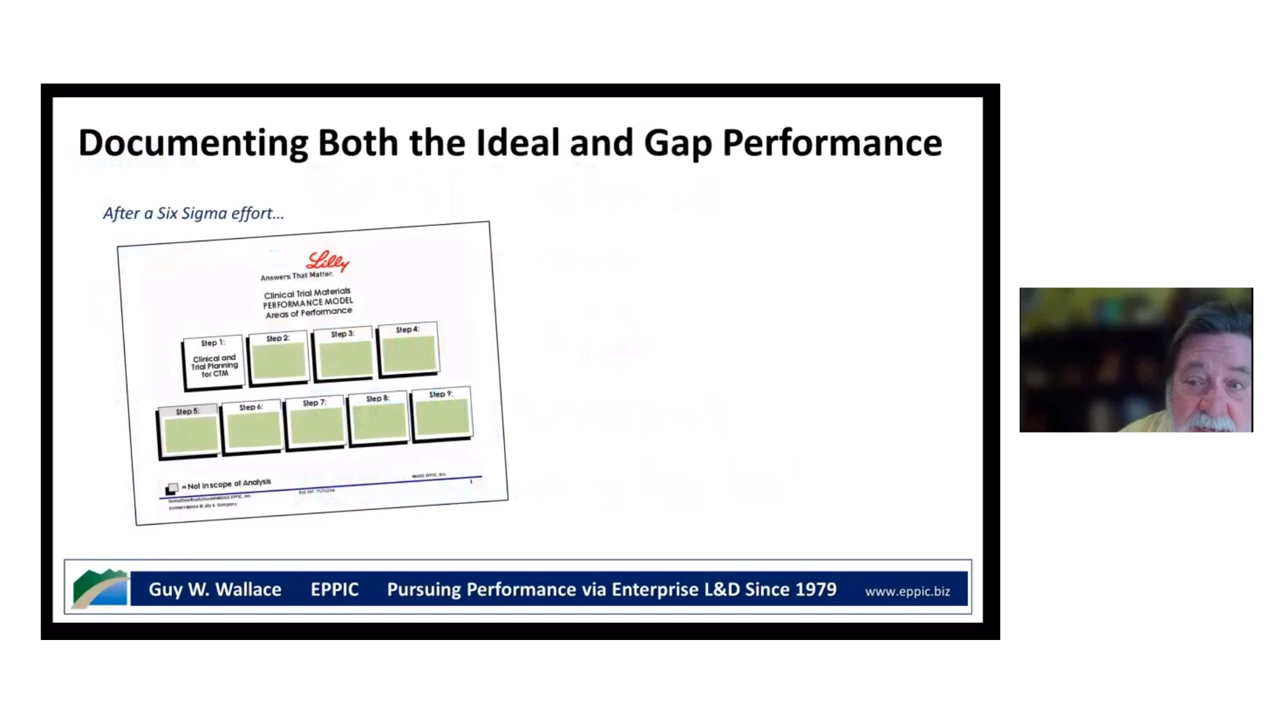 Documenting Both the Ideal and Gap Performance
After a Six Sigma effort...
Lilly
Answers That Matter.
Clinical Trial Materials
PERFORMANCE MODEL
Areas of Performance
Step 1:
Clinical and
Trial Planning
for CTM
Step 2:
Step 3:
Step 4:
Step 5:
Step 6:
Step 7:
Step 8:
Step 9:
= Not in scope of Analysis
1
Guy W. Wallace EPPIC Pursuing Performance via Enterprise L&D Since 1979 www.eppic.biz